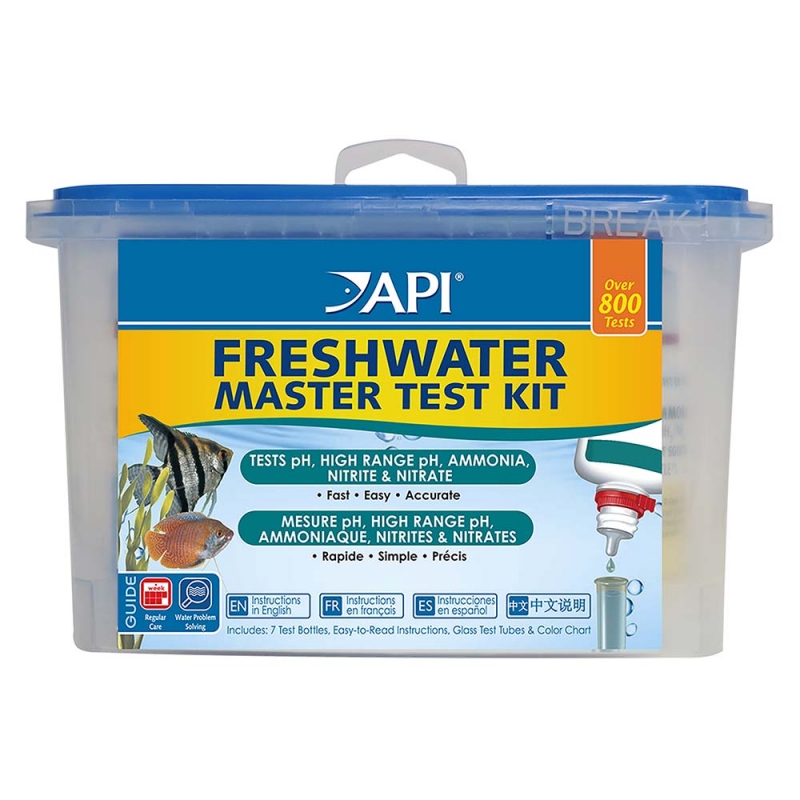 BREAK
API®
Over
800
Tests
FRESHWATER
MASTER TEST KIT
TESTS pH, HIGH RANGE pH, AMMONIA,
NITRITE & NITRATE
• Fast • Easy • Accurate
MESURE pH, HIGH RANGE pH,
AMMONIAQUE, NITRITES & NITRATES
• Rapide • Simple • Précis
GUIDE
week
Regular
Care
Water Problem
Solving
EN Instructions
in English
FR Instructions
en français
ES Instrucciones
en español
中文 中文说明
Includes: 7 Test Bottles, Easy-to-Read Instructions, Glass Test Tubes & Color Chart